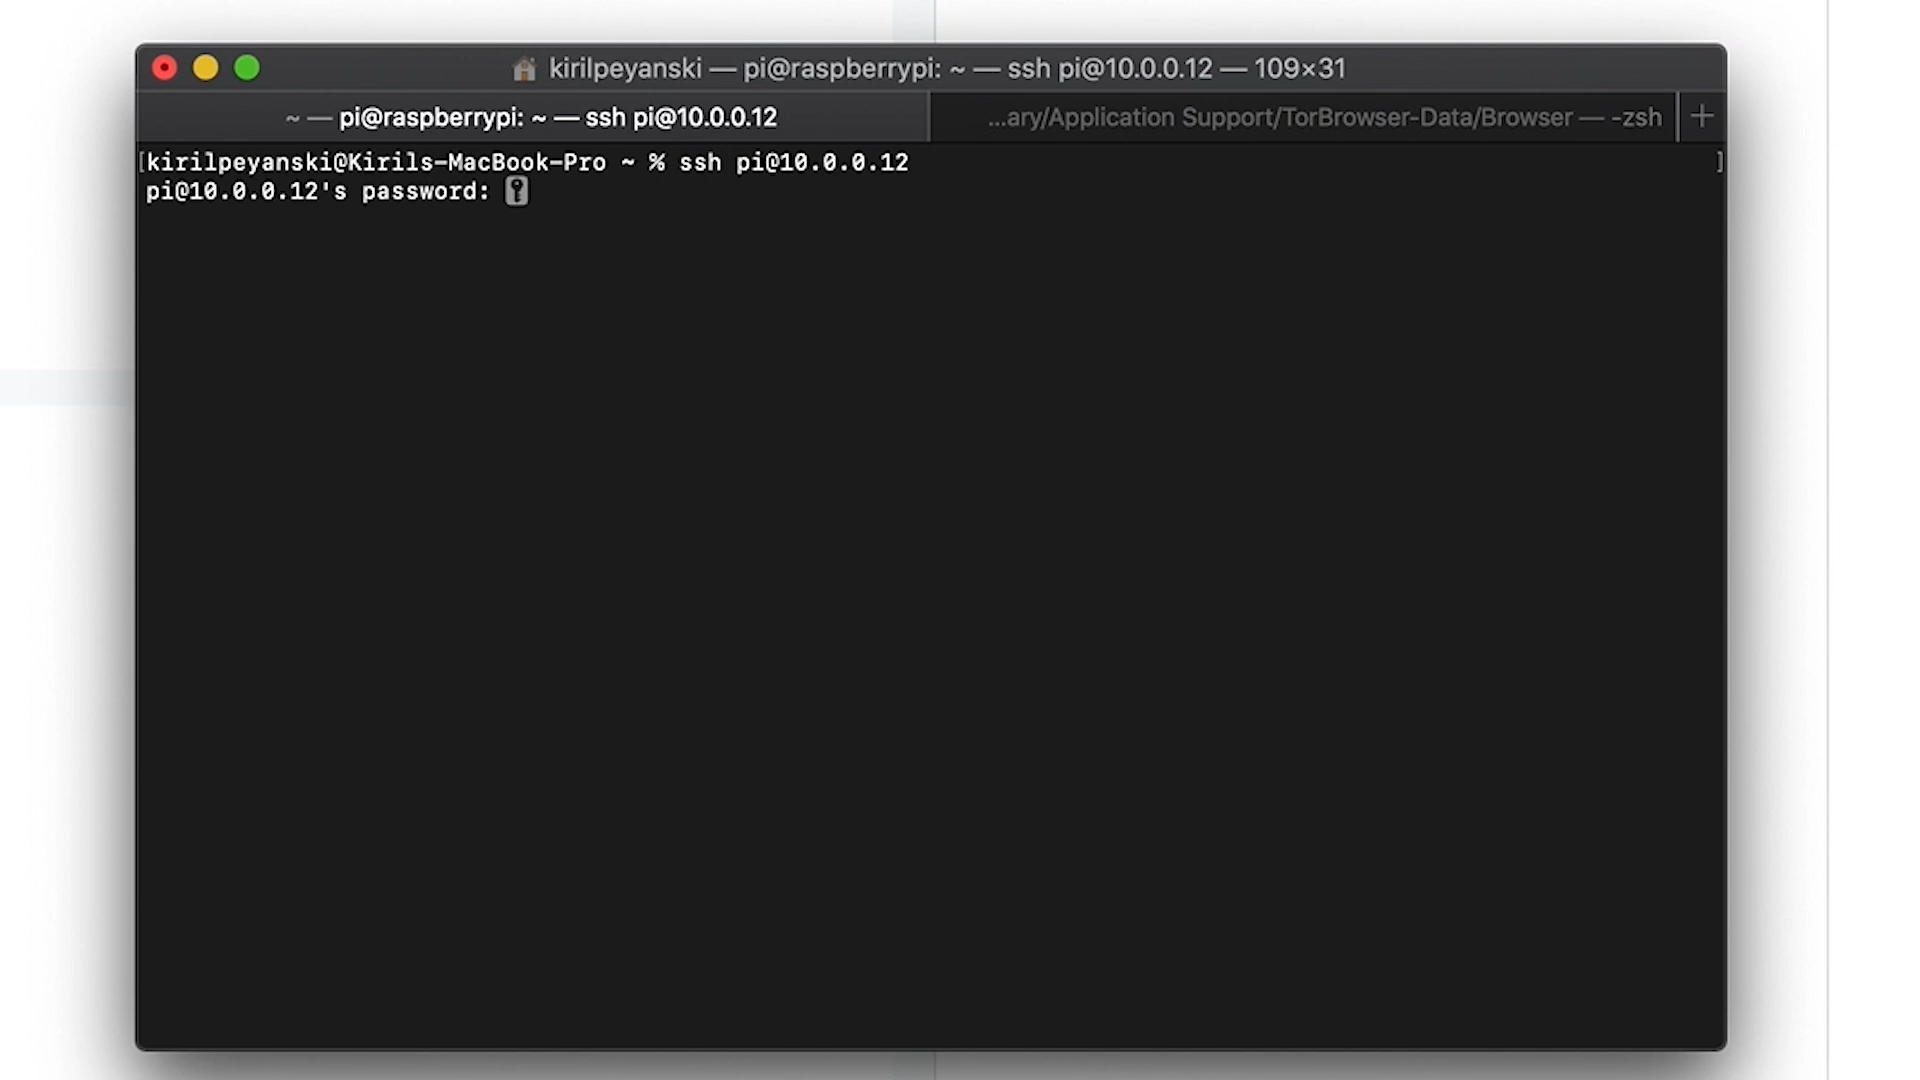 kirilpeyanski — pi@raspberrypi: ~ — ssh pi@10.0.0.12 — 109×31
~ — pi@raspberrypi: ~ — ssh pi@10.0.0.12
...ary/Application Support/TorBrowser-Data/Browser — -zsh
[kirilpeyanski@Kirils-MacBook-Pro ~ % ssh pi@10.0.0.12 ]
pi@10.0.0.12's password: